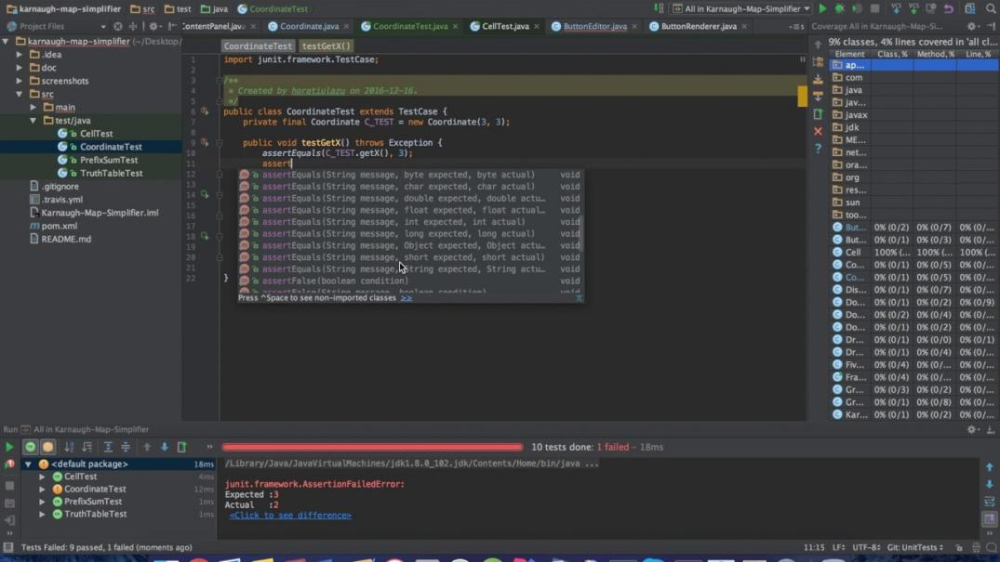 karnaugh-map-simplifier src test java CoordinateTest
All in Karnaugh-Map-Simplifier
Project Files
ContentPanel.java Coordinate.java CoordinateTest.java CellTest.java ButtonEditor.java ButtonRenderer.java
Coverage All in Karnaugh-Map-Si
karnaugh-map-simplifier (~/Desktop/
.idea
doc
screenshots
src
main
test/java
CellTest
CoordinateTest
PrefixSumTest
TruthTableTest
.gitignore
.travis.yml
Karnaugh-Map-Simplifier.iml
pom.xml
README.md
CoordinateTest testGetX()
1 import junit.framework.TestCase;
2
3 /**
4 * Created by horatiulazu on 2016-12-16.
5 */
6 public class CoordinateTest extends TestCase {
7 private final Coordinate C_TEST = new Coordinate(3, 3);
8
9 public void testGetX() throws Exception {
10 assertEquals(C_TEST.getX(), 3);
11 assert
12
13
14
15
16
17
18
19
20
21
22 }
assertEquals(String message, byte expected, byte actual) void
assertEquals(String message, char expected, char actual) void
assertEquals(String message, double expected, double actu… void
assertEquals(String message, float expected, float actual… void
assertEquals(String message, int expected, int actual) void
assertEquals(String message, long expected, long actual) void
assertEquals(String message, Object expected, Object actu… void
assertEquals(String message, short expected, short actual) void
assertEquals(String message, String expected, String actu… void
assertFalse(boolean condition) void
assertFalse(String message, boolean condition) void
Press ^Space to see non-imported classes >>
π
9% classes, 4% lines covered in 'all cl
Element Class, % Method, % Line, %
ap...
com
java
jav...
javax
jdk
ME...
net...
ora...
org
res...
sun
too...
But... 0% (0/2) 0% (0/7) 0% (0/...
But... 0% (0/1) 0% (0/2) 0% (0/...
Cell 100% (... 100% (... 100% (...
Co... 0% (0/1) 0% (0/5) 0% (0/...
Co... 0% (0/1) 0% (0/5) 0% (0/...
Dis... 0% (0/1) 0% (0/7) 0% (0/...
Do... 0% (0/1) 0% (0/2) 0% (0/9)
Do... 0% (0/2) 0% (0/4) 0% (0/...
Do... 0% (0/1) 0% (0/2) 0% (0/...
Dr... 0% (0/1) 0% (0/0) 0% (0/1)
Dr... 0% (0/1) 0% (0/4) 0% (0/...
Fiv... 0% (0/4) 0% (0/... 0% (0/...
Fra... 0% (0/4) 0% (0/... 0% (0/...
Gr... 0% (0/3) 0% (0/2) 0% (0/...
Gr... 0% (0/1) 0% (0/8) 0% (0/...
Kar... 0% (0/1) 0% (0/... 0% (0/...
Run All in Karnaugh-Map-Simplifier
10 tests done: 1 failed – 18ms
<default package> 18ms
CellTest 4ms
CoordinateTest 12ms
PrefixSumTest 1ms
TruthTableTest 1ms
/Library/Java/JavaVirtualMachines/jdk1.8.0_102.jdk/Contents/Home/bin/java ...
junit.framework.AssertionFailedError:
Expected :3
Actual :2
<Click to see difference>
Tests Failed: 9 passed, 1 failed (moments ago)
11:15 LF÷ UTF-8÷ Git: UnitTests÷